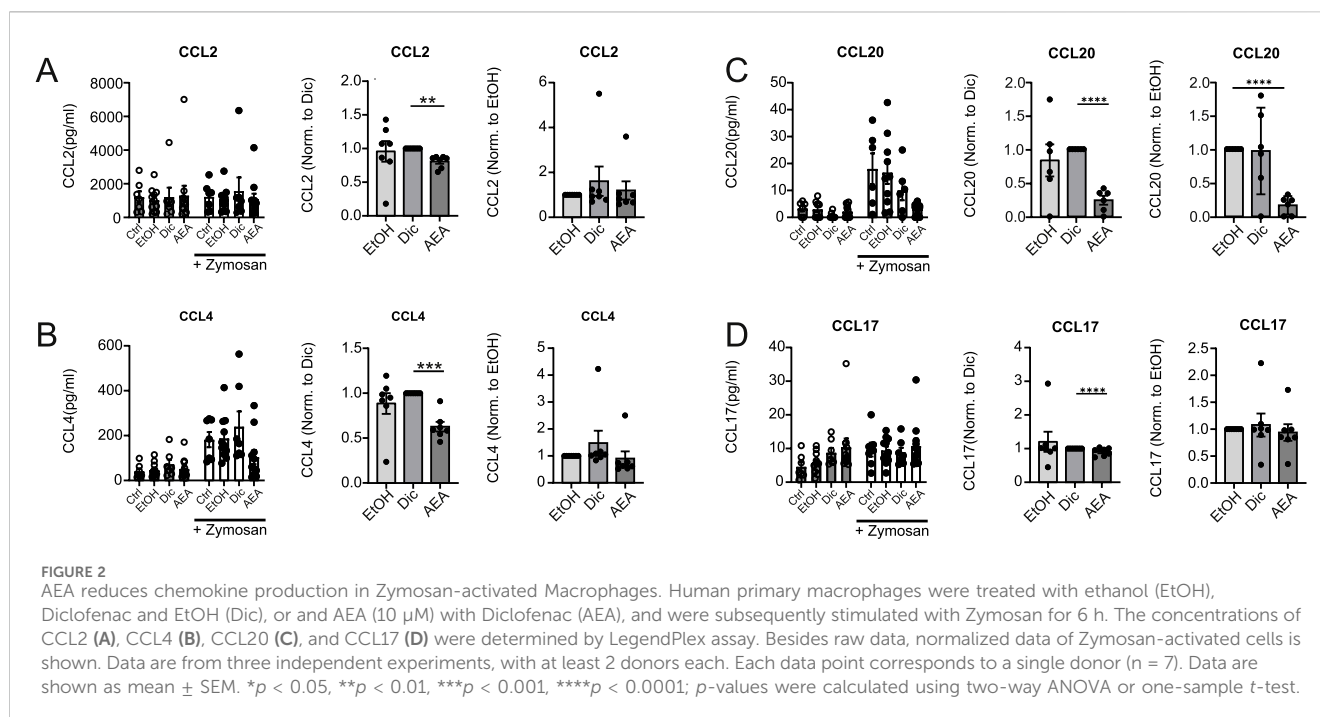 A
CCL2
CCL2(pg/ml)
8000
6000
4000
2000
0
Ctrl
EtOH
Dic
AEA
Ctrl
EtOH
Dic
AEA
+ Zymosan
CCL2
CCL2 (Norm. to Dic)
2.0
1.5
1.0
0.5
0.0
**
EtOH
Dic
AEA
CCL2
CCL2 (Norm. to EtOH)
6
4
2
0
EtOH
Dic
AEA
C
CCL20
CCL20(pg/ml)
50
40
30
20
10
0
Ctrl
EtOH
Dic
AEA
Ctrl
EtOH
Dic
AEA
+ Zymosan
CCL20
CCL20 (Norm. to Dic)
2.0
1.5
1.0
0.5
0.0
****
EtOH
Dic
AEA
CCL20
CCL20 (Norm. to EtOH)
2.0
1.5
1.0
0.5
0.0
****
EtOH
Dic
AEA
B
CCL4
CCL4(pg/ml)
600
400
200
0
Ctrl
EtOH
Dic
AEA
Ctrl
EtOH
Dic
AEA
+ Zymosan
CCL4
CCL4 (Norm. to Dic)
1.5
1.0
0.5
0.0
***
EtOH
Dic
AEA
CCL4
CCL4 (Norm. to EtOH)
5
4
3
2
1
0
EtOH
Dic
AEA
D
CCL17
CCL17(pg/ml)
40
30
20
10
0
Ctrl
EtOH
Dic
AEA
Ctrl
EtOH
Dic
AEA
+ Zymosan
CCL17
CCL17(Norm. to Dic)
4
3
2
1
0
****
EtOH
Dic
AEA
CCL17
CCL17 (Norm. to EtOH)
2.5
2.0
1.5
1.0
0.5
0.0
EtOH
Dic
AEA
FIGURE 2
AEA reduces chemokine production in Zymosan-activated Macrophages. Human primary macrophages were treated with ethanol (EtOH),
Diclofenac and EtOH (Dic), or and AEA (10 μM) with Diclofenac (AEA), and were subsequently stimulated with Zymosan for 6 h. The concentrations of
CCL2 (A), CCL4 (B), CCL20 (C), and CCL17 (D) were determined by LegendPlex assay. Besides raw data, normalized data of Zymosan-activated cells is
shown. Data are from three independent experiments, with at least 2 donors each. Each data point corresponds to a single donor (n = 7). Data are
shown as mean ± SEM. *p < 0.05, **p < 0.01, ***p < 0.001, ****p < 0.0001; p-values were calculated using two-way ANOVA or one-sample t-test.